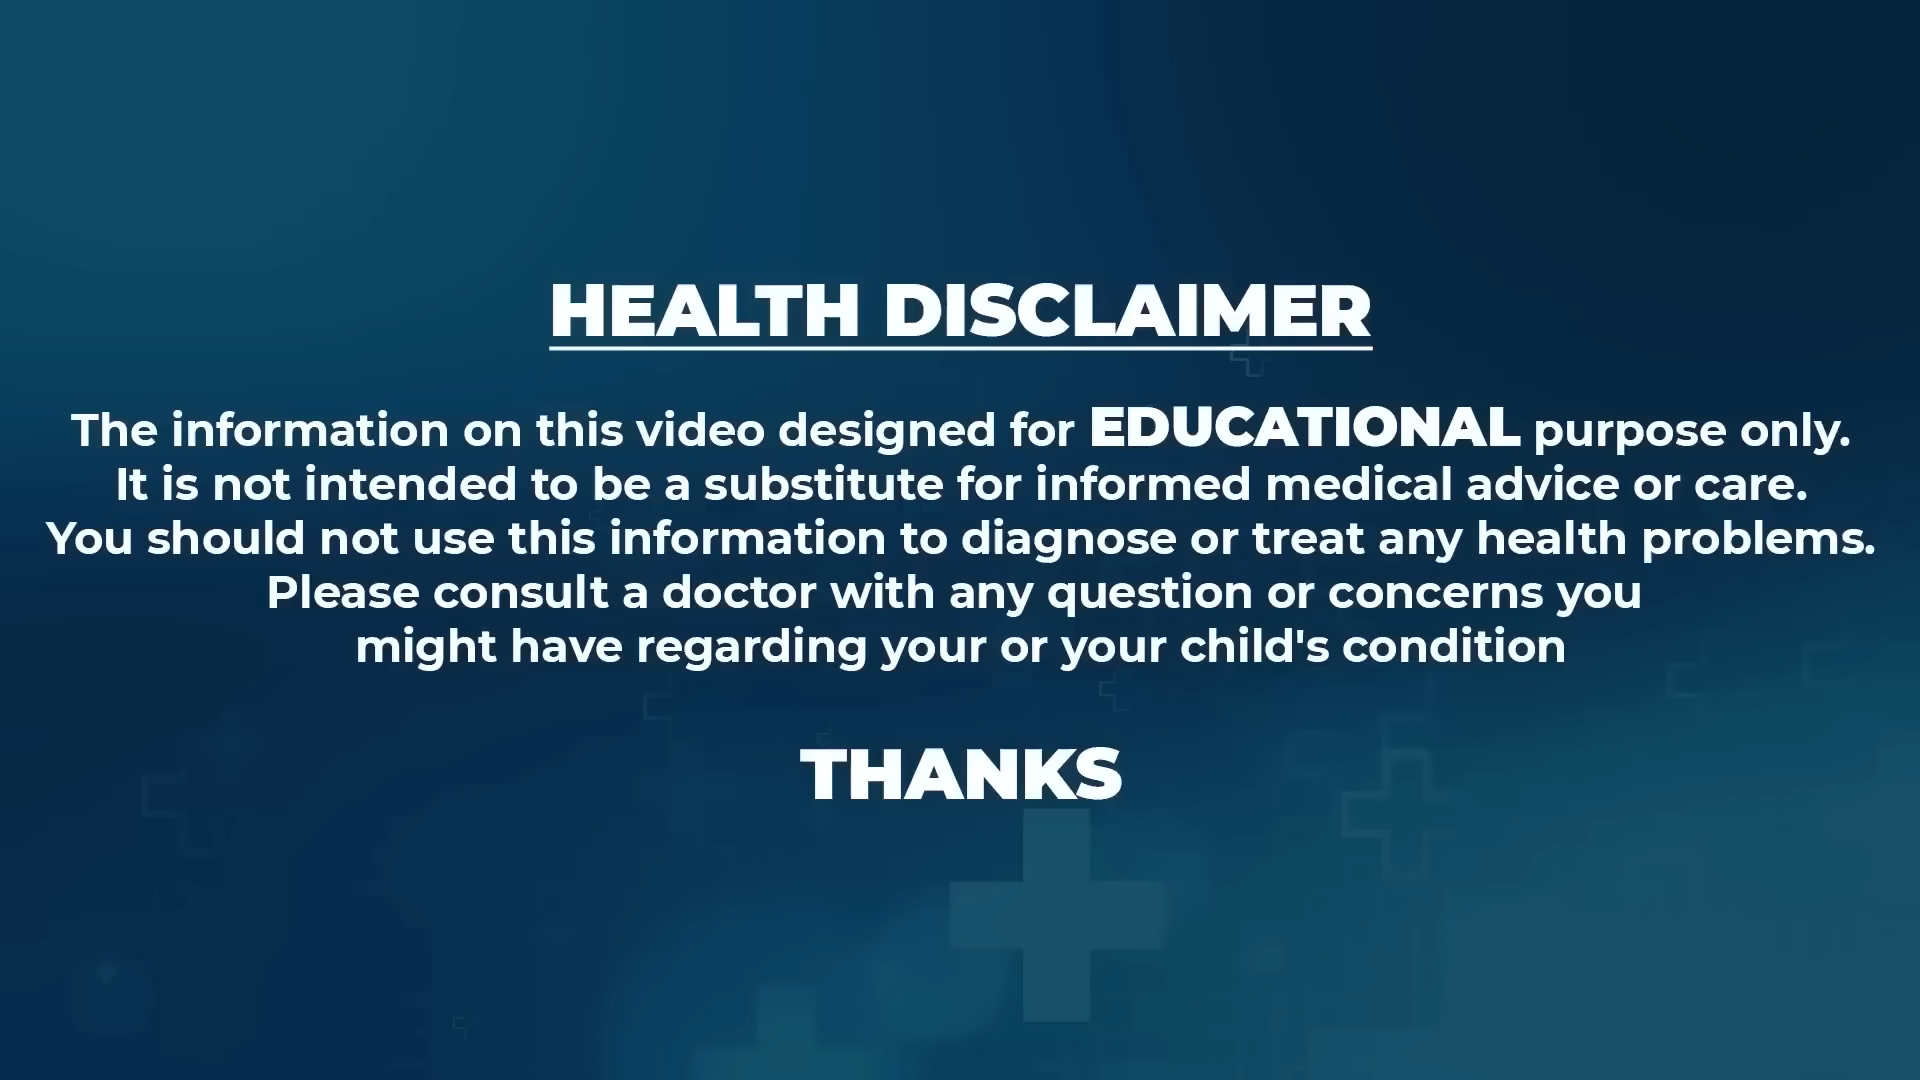 HEALTH DISCLAIMER
The information on this video designed for EDUCATIONAL purpose only.
It is not intended to be a substitute for informed medical advice or care.
You should not use this information to diagnose or treat any health problems.
Please consult a doctor with any question or concerns you
might have regarding your or your child's condition
THANKS